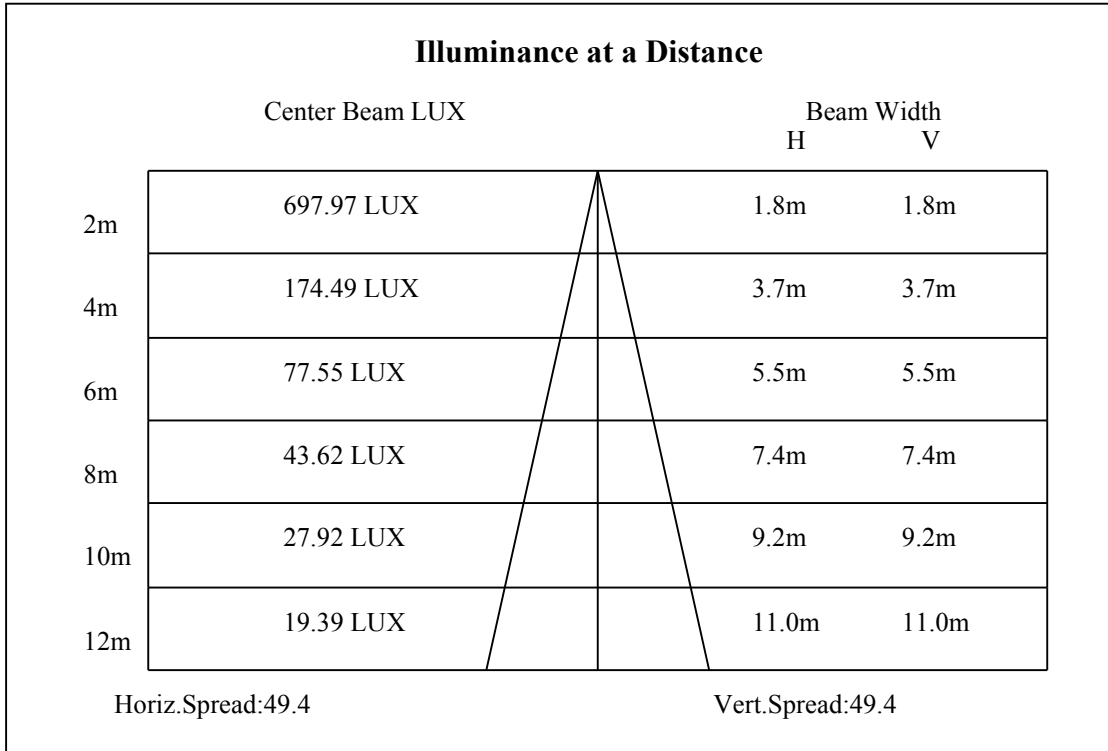 Illuminance at a Distance
Center Beam LUX Beam Width
H V
2m 697.97 LUX 1.8m 1.8m
4m 174.49 LUX 3.7m 3.7m
6m 77.55 LUX 5.5m 5.5m
8m 43.62 LUX 7.4m 7.4m
10m 27.92 LUX 9.2m 9.2m
12m 19.39 LUX 11.0m 11.0m
Horiz.Spread:49.4 Vert.Spread:49.4